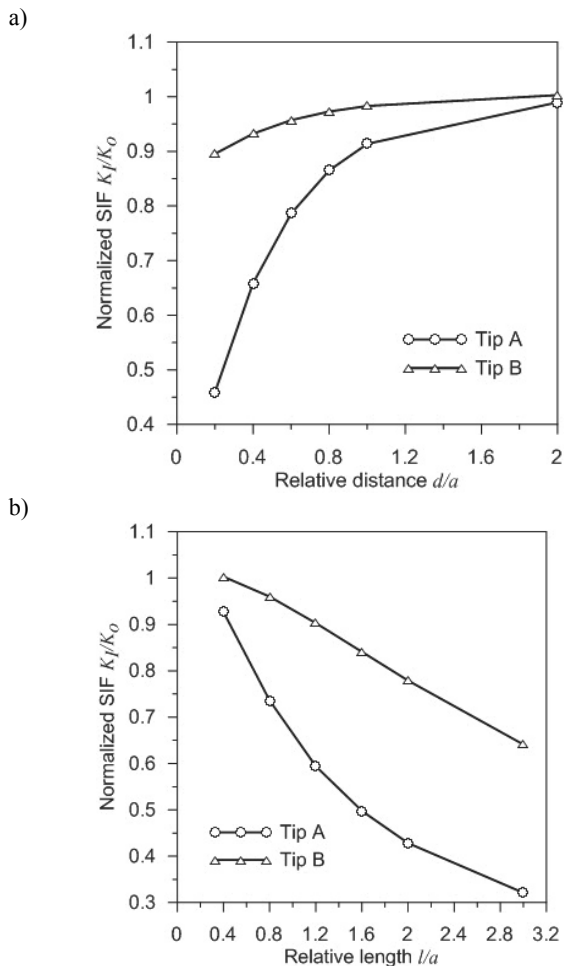 a)
1.1
1
0.9
0.8
0.7
0.6
0.5
0.4
Normalized SIF K_I/K_o
Tip A
Tip B
0 0.4 0.8 1.2 1.6 2
Relative distance d/a
b)
1.1
1
0.9
0.8
0.7
0.6
0.5
0.4
0.3
Normalized SIF K_I/K_o
Tip A
Tip B
0 0.4 0.8 1.2 1.6 2 2.4 2.8 3.2
Relative length l/a